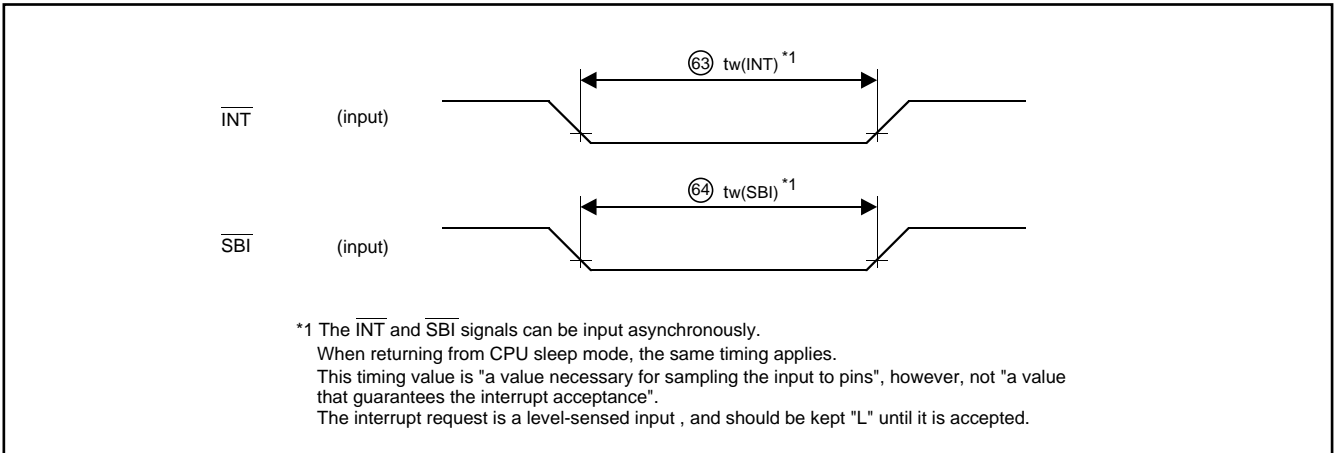 63 tw(INT) *1
INT (input)
64 tw(SBI) *1
SBI (input)
*1 The INT and SBI signals can be input asynchronously.
When returning from CPU sleep mode, the same timing applies.
This timing value is "a value necessary for sampling the input to pins", however, not "a value
that guarantees the interrupt acceptance".
The interrupt request is a level-sensed input , and should be kept "L" until it is accepted.